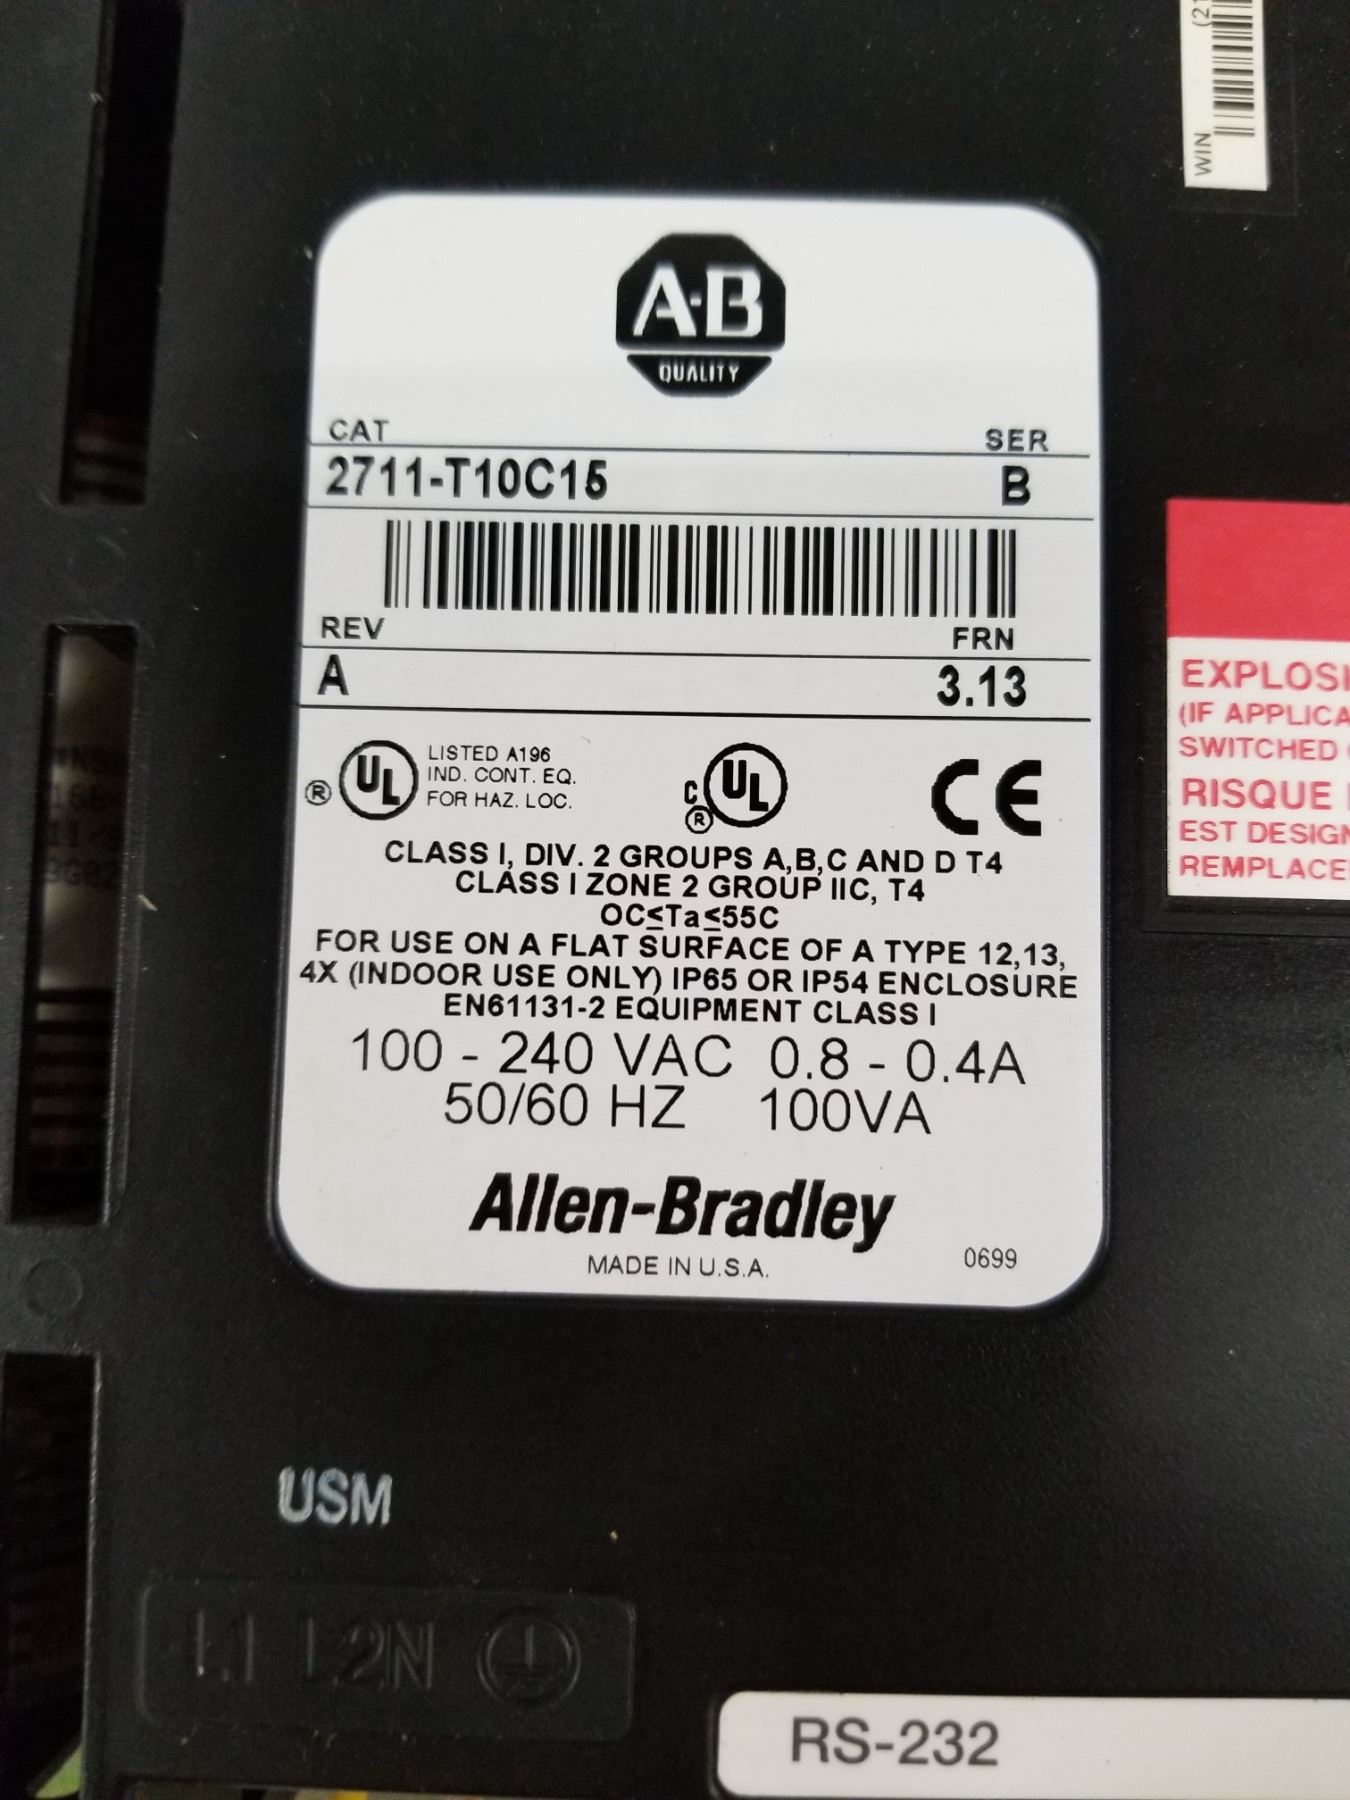 WIN (21
A·B
QUALITY
CAT SER
2711-T10C15 B
REV FRN
A 3.13
® UL LISTED A196
IND. CONT. EQ.
FOR HAZ. LOC.
C UL ®
CE
CLASS I, DIV. 2 GROUPS A,B,C AND D T4
CLASS I ZONE 2 GROUP IIC, T4
OC≤Ta≤55C
FOR USE ON A FLAT SURFACE OF A TYPE 12,13,
4X (INDOOR USE ONLY) IP65 OR IP54 ENCLOSURE
EN61131-2 EQUIPMENT CLASS I
100 - 240 VAC 0.8 - 0.4A
50/60 HZ 100VA
Allen-Bradley
MADE IN U.S.A. 0699
EXPLOSI
(IF APPLICA
SWITCHED
RISQUE
EST DESIGN
REMPLACE
USM
L1 L2N
RS-232